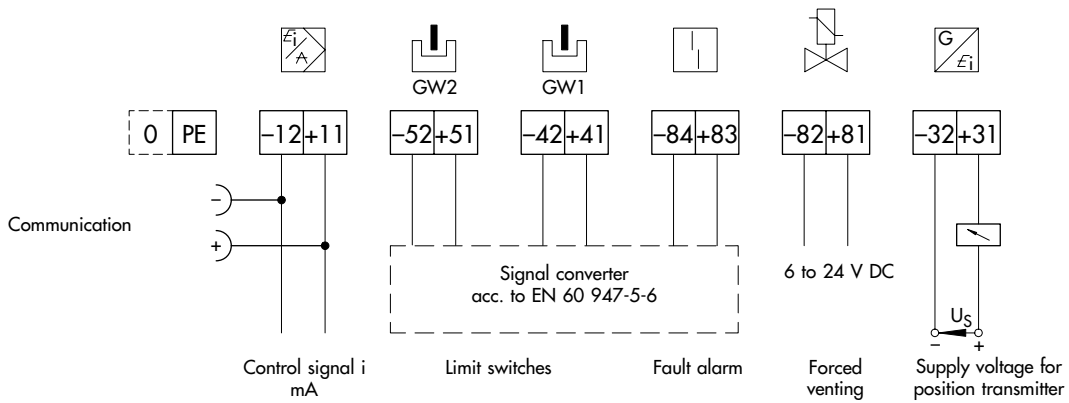 Ei
A
GW2
GW1
G
Ei
0 PE
−12 +11
−52 +51
−42 +41
−84 +83
−82 +81
−32 +31
Communication
−
+
Signal converter
acc. to EN 60 947-5-6
6 to 24 V DC
US
− +
Control signal i
mA
Limit switches
Fault alarm
Forced
venting
Supply voltage for
position transmitter